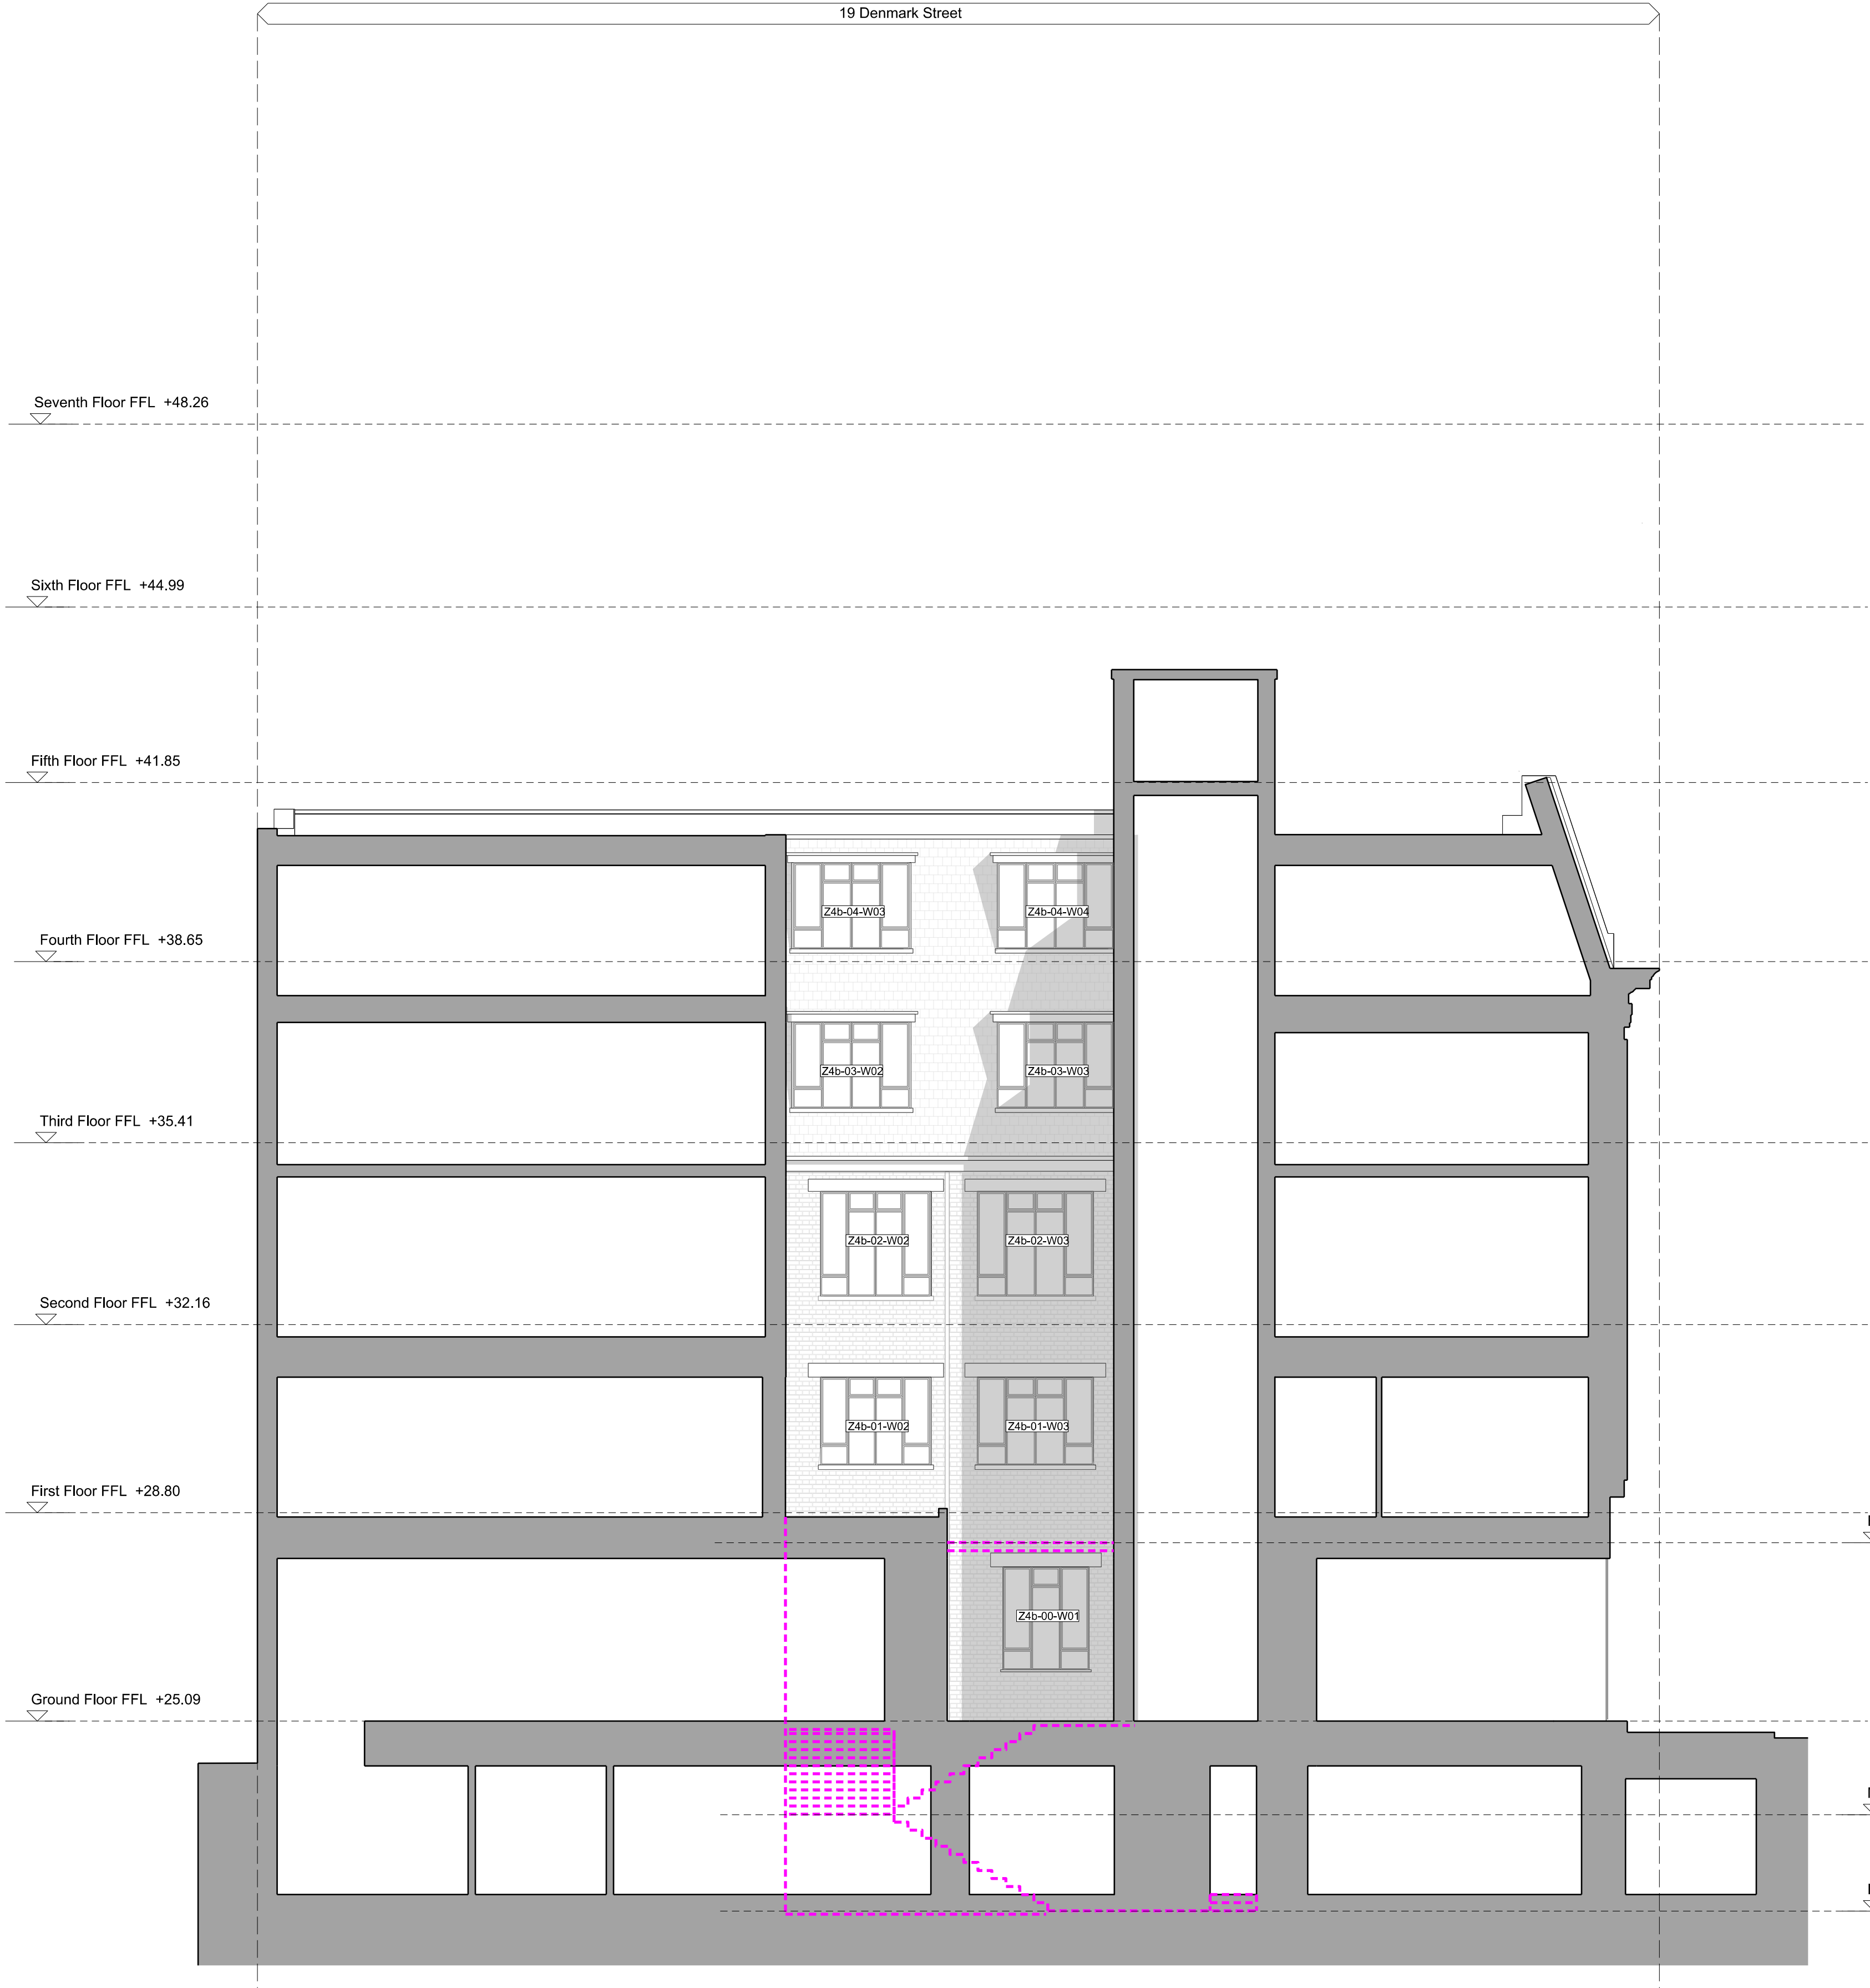 19 Denmark Street
Seventh Floor FFL +48.26
Sixth Floor FFL +44.99
Fifth Floor FFL +41.85
Z4b-04-W03
Z4b-04-W04
Fourth Floor FFL +38.65
Z4b-03-W02
Z4b-03-W03
Third Floor FFL +35.41
Z4b-02-W02
Z4b-02-W03
Second Floor FFL +32.16
Z4b-01-W02
Z4b-01-W03
First Floor FFL +28.80
Z4b-00-W01
Ground Floor FFL +25.09